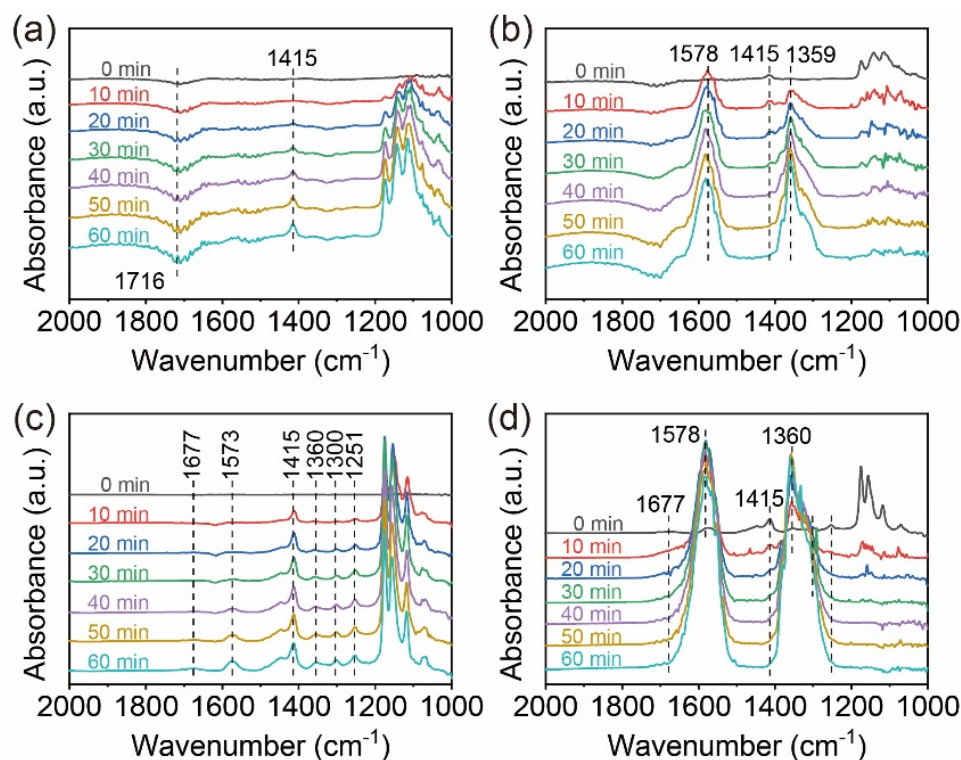 (a)
1415
0 min
10 min
20 min
30 min
40 min
50 min
60 min
1716
Absorbance (a.u.)
2000 1800 1600 1400 1200 1000
Wavenumber (cm⁻¹)
(b)
1578 1415 1359
0 min
10 min
20 min
30 min
40 min
50 min
60 min
Absorbance (a.u.)
2000 1800 1600 1400 1200 1000
Wavenumber (cm⁻¹)
(c)
1677 1573 1415 1360 1300 1251
0 min
10 min
20 min
30 min
40 min
50 min
60 min
Absorbance (a.u.)
2000 1800 1600 1400 1200 1000
Wavenumber (cm⁻¹)
(d)
1578 1360
1677 1415
0 min
10 min
20 min
30 min
40 min
50 min
60 min
Absorbance (a.u.)
2000 1800 1600 1400 1200 1000
Wavenumber (cm⁻¹)